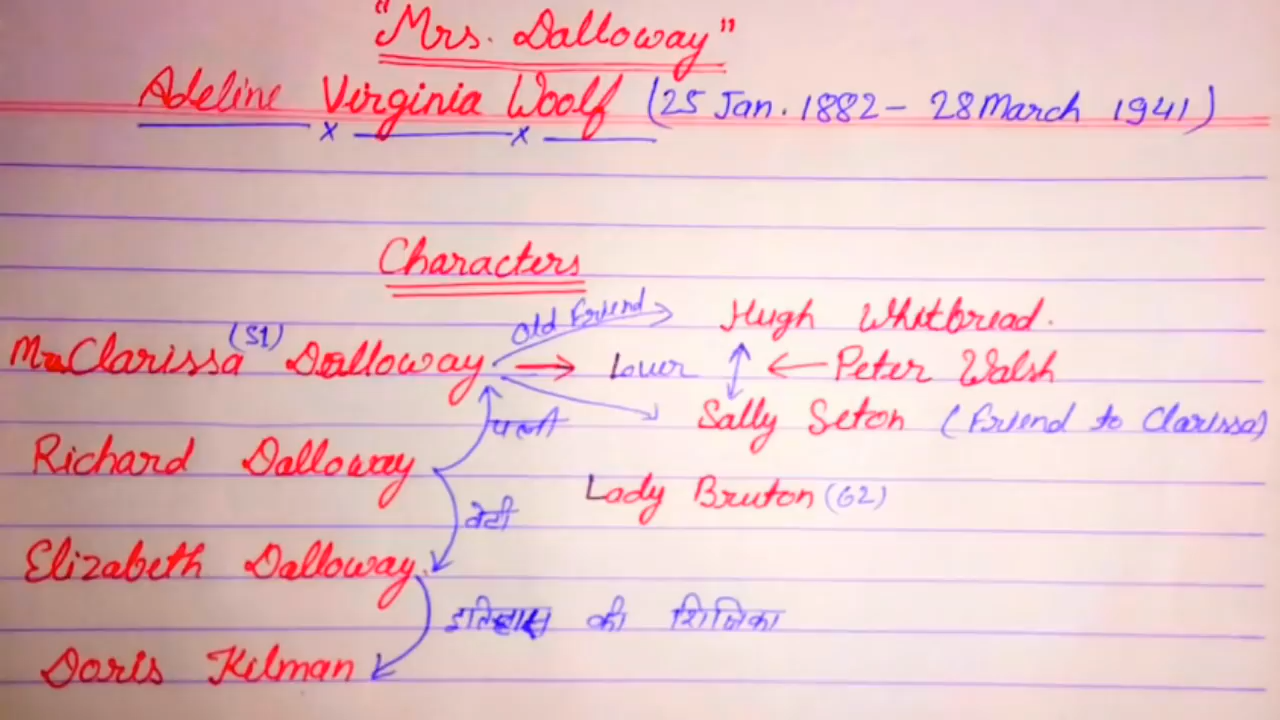 "Mrs. Dalloway"
Adeline Virginia Woolf (25 Jan. 1882 - 28 March 1941)
Characters
Old Friend
Hugh Whitbread.
Mrs Clarissa (51) Dalloway → Lover ↕ ← Peter Walsh
Sally Seton (Friend to Clarissa)
पत्नी
Richard Dalloway
Lady Bruton (62)
बेटी
Elizabeth Dalloway
इतिहास की शिक्षिका
Doris Kilman